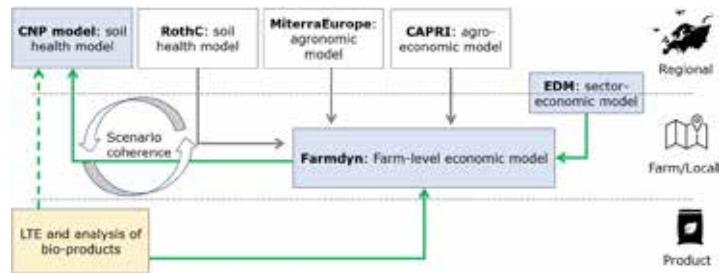 CNP model: soil
health model
RothC: soil
health model
MiterraEurope:
agronomic
model
CAPRI: agro-
economic model
Regional
EDM: sector-
economic model
Scenario
coherence
Farmdyn: Farm-level economic model
Farm/Locall
LTE and analysis of
bio-products
Product